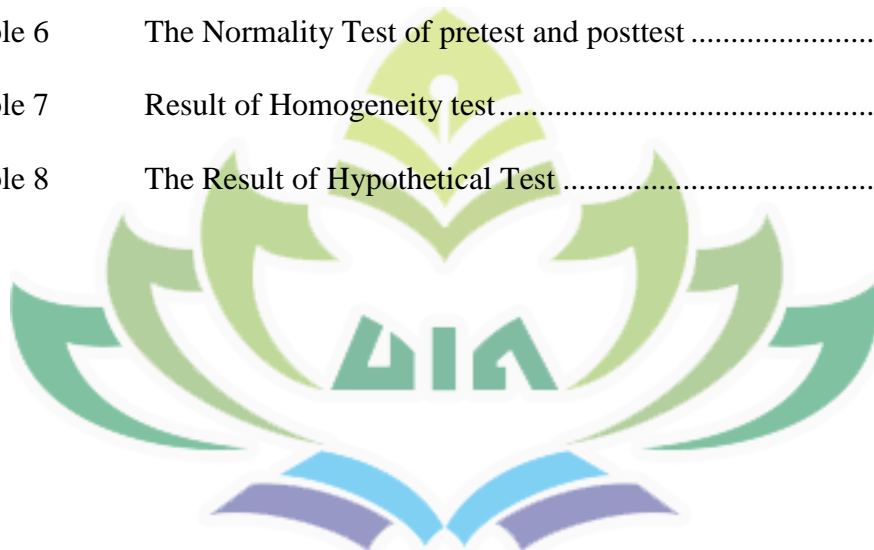 ble 6 The Normality Test of pretest and posttest .......................
ble 7 Result of Homogeneity test...............................................
ble 8 The Result of Hypothetical Test .......................................
UIN